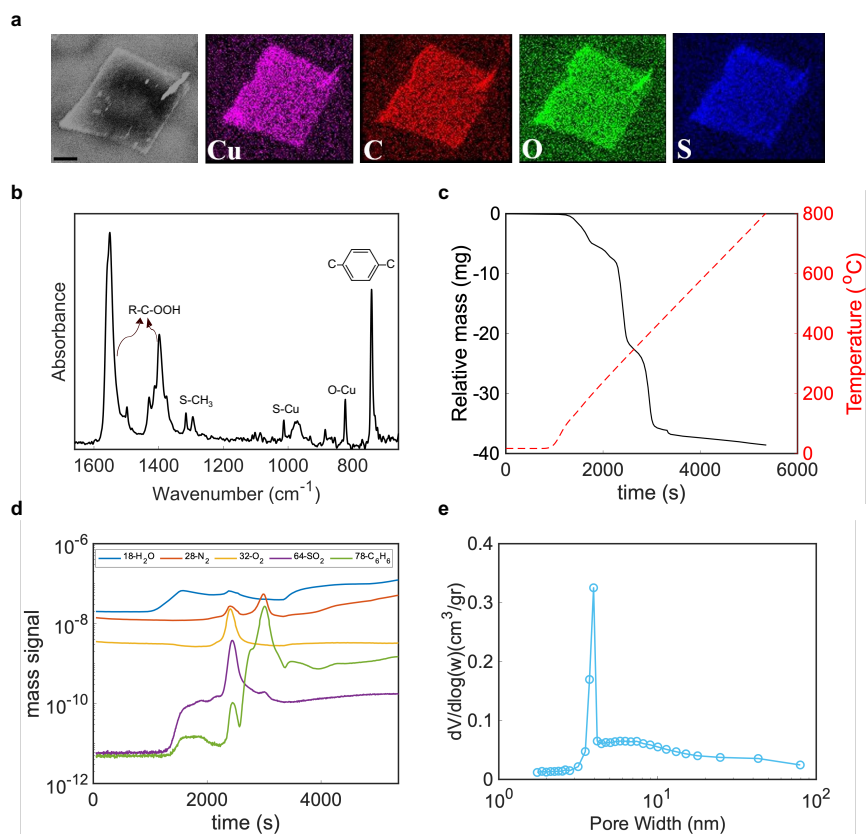 a
Cu
C
O
S
b
Absorbance
R-C-OOH
S-CH3
S-Cu
O-Cu
C
C
1600
1400
1200
1000
800
Wavenumber (cm-1)
c
Relative mass (mg)
0
-10
-20
-30
-40
0
2000
4000
6000
time (s)
800
600
400
200
0
Temperature (oC)
d
mass signal
10-6
10-8
10-10
10-12
18-H2O
28-N2
32-O2
64-SO2
78-C6H6
0
2000
4000
time (s)
e
dV/dlog(w)(cm3/gr)
0.4
0.3
0.2
0.1
0
100
101
102
Pore Width (nm)